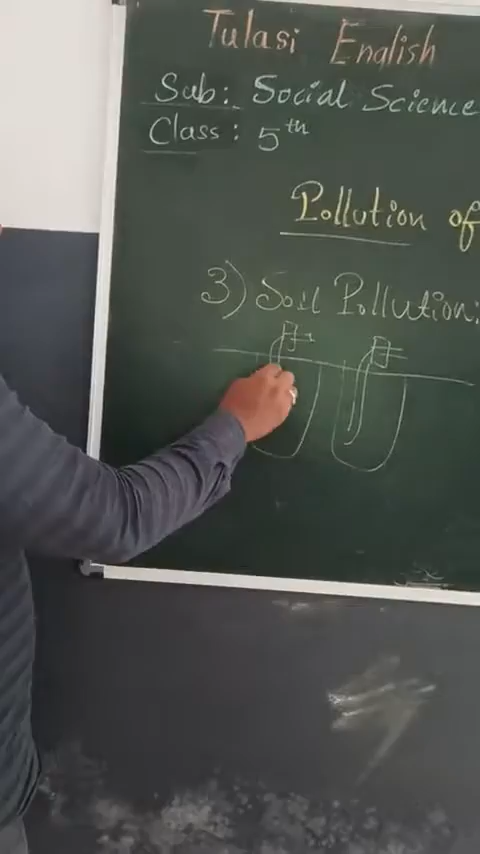 Tulasi English
Sub: Social Science
Class : 5th
Pollution of
3) Soil Pollution: